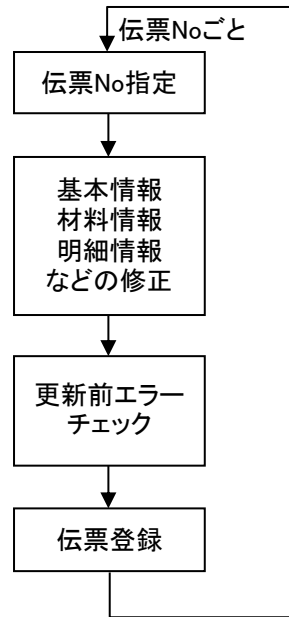 伝票Noごと
伝票No指定
基本情報
材料情報
明細情報
などの修正
更新前エラー
チェック
伝票登録